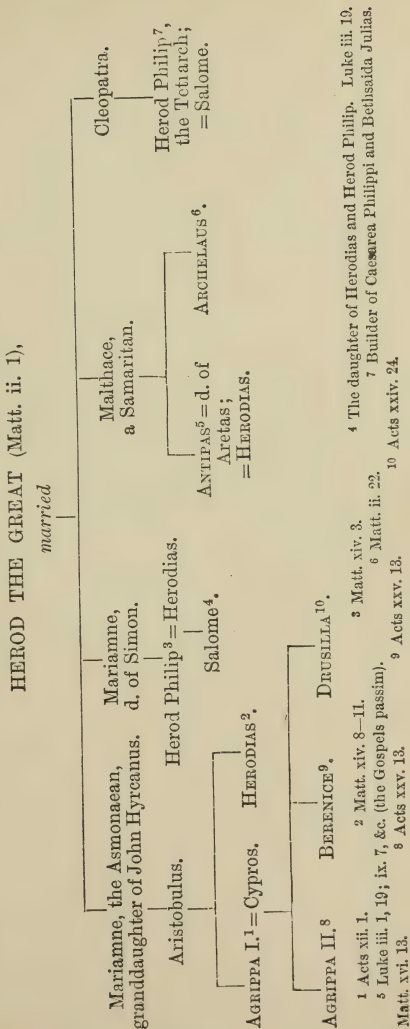 HEROD THE GREAT (Matt. ii. 1),
married
Mariamne, the Asmonaean,
granddaughter of John Hyrcanus.
Mariamne,
d. of Simon.
Malthace,
a Samaritan.
Cleopatra.
Aristobulus.
Herod Philip³ = Herodias.
Salome⁴.
ANTIPAS⁵ = d. of
Aretas;
= HERODIAS.
ARCHELAUS⁶.
Herod Philip⁷,
the Tetrarch;
= Salome.
AGRIPPA I.¹ = Cypros.
HERODIAS².
AGRIPPA II.⁸
BERENICE⁹.
DRUSILLA¹⁰.
1 Acts xii. 1. 2 Matt. xiv. 8—11. 3 Matt. xiv. 3. 4 The daughter of Herodias and Herod Philip. Luke iii. 19.
5 Luke iii. 1, 19; ix. 7, &c. (the Gospels passim). 6 Matt. ii. 22. 7 Builder of Caesarea Philippi and Bethsaida Julias.
Matt. xvi. 13. 8 Acts xxv. 13. 9 Acts xxv. 13. 10 Acts xxiv. 24.